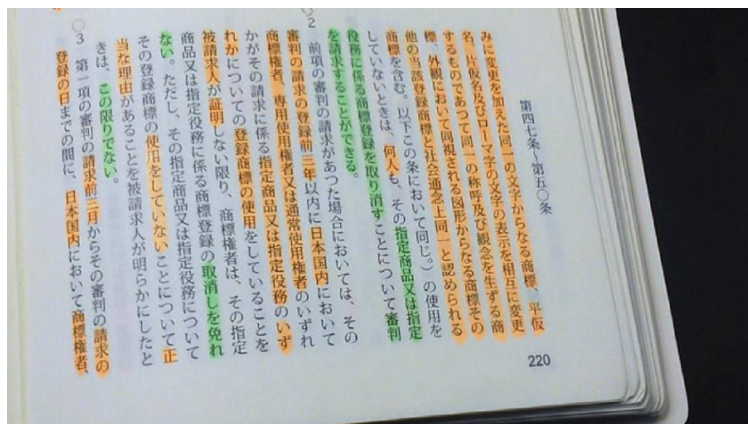 第四七条〜第五〇条
みに変更を加えた同一の文字からなる商標、平仮
名、片仮名及びローマ字の文字の表示を相互に変更
するものであつて同一の称呼及び観念を生ずる商
標、外観において同視される図形からなる商標その
他の当該登録商標と社会通念上同一と認められる
商標を含む。以下この条において同じ。)の使用を
していないときは、何人も、その指定商品又は指定
役務に係る商標登録を取り消すことについて審判
を請求することができる。
2 前項の審判の請求があつた場合においては、その
審判の請求の登録前三年以内に日本国内において
商標権者、専用使用権者又は通常使用権者のいずれ
かがその請求に係る指定商品又は指定役務のいず
れかについての登録商標の使用をしていることを
被請求人が証明しない限り、商標権者は、その指定
商品又は指定役務に係る商標登録の取消しを免れ
ない。ただし、その指定商品又は指定役務について
その登録商標の使用をしていないことについて正
当な理由があることを被請求人が明らかにしたと
きは、この限りでない。
3 第一項の審判の請求前三月からその審判の請求の
登録の日までの間に、日本国内において商標権者、
220